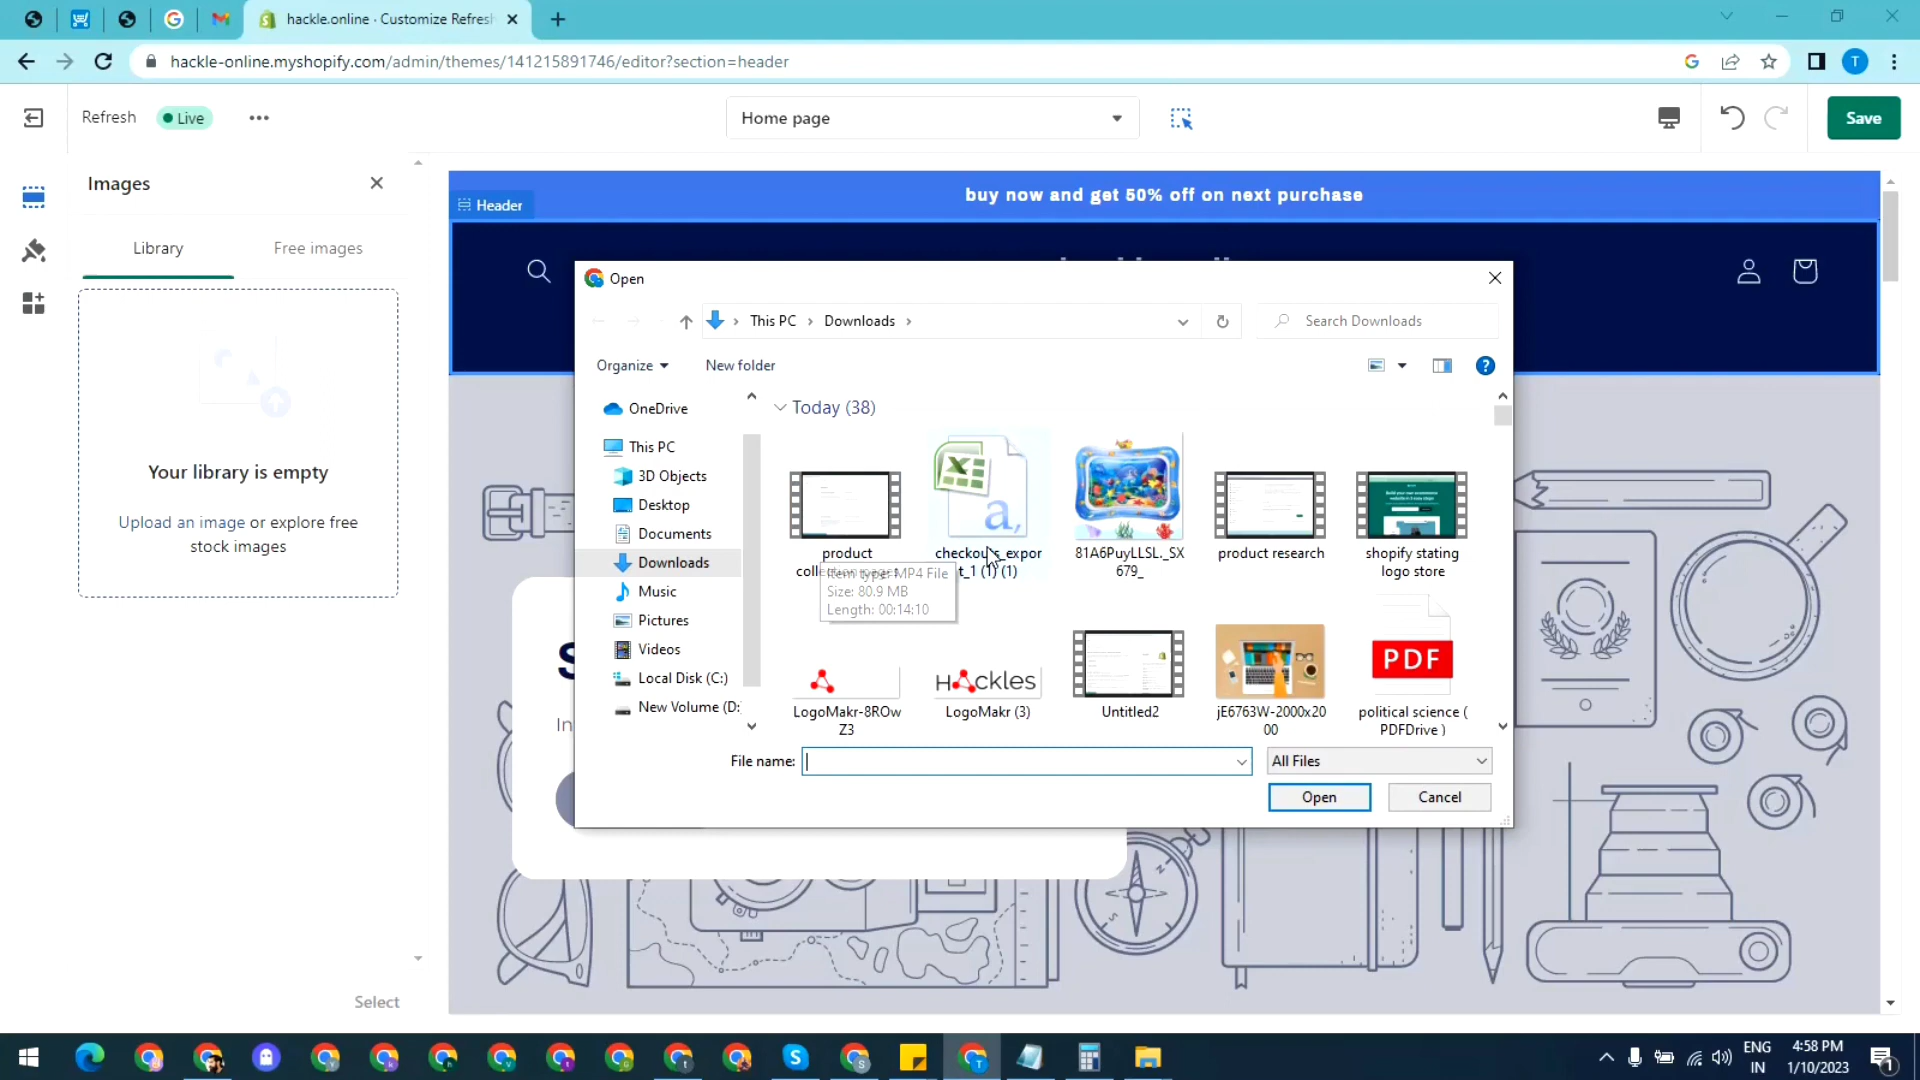 hackle.online · Customize Refresh
hackle-online.myshopify.com/admin/themes/141215891746/editor?section=header
T
Refresh
Live
Home page
Save
Images
Library
Free images
Your library is empty
Upload an image or explore free
stock images
Select
Header
buy now and get 50% off on next purchase
Open
This PC
Downloads
Search Downloads
Organize
New folder
OneDrive
This PC
3D Objects
Desktop
Documents
Downloads
Music
Pictures
Videos
Local Disk (C:)
New Volume (D:
Today (38)
product
checkouts_expor
t_1 (1) (1)
81A6PuyLLSL._SX
679_
product research
shopify stating
logo store
Item type: MP4 File
Size: 80.9 MB
Length: 00:14:10
LogoMakr-8ROw
Z3
Hackles
LogoMakr (3)
Untitled2
jE6763W-2000x20
00
PDF
political science (
PDFDrive )
File name:
All Files
Open
Cancel
S
In
ENG
IN
4:58 PM
1/10/2023
1